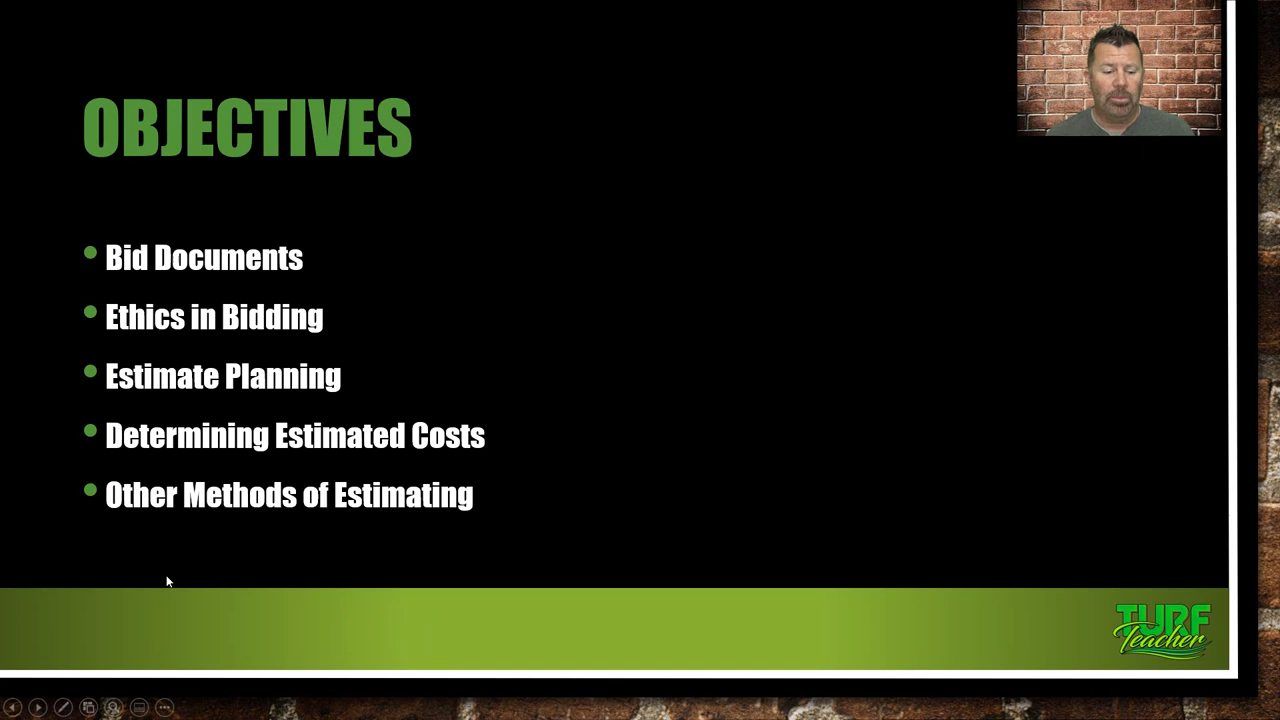 OBJECTIVES
Bid Documents
Ethics in Bidding
Estimate Planning
Determining Estimated Costs
Other Methods of Estimating
TURF
Teacher